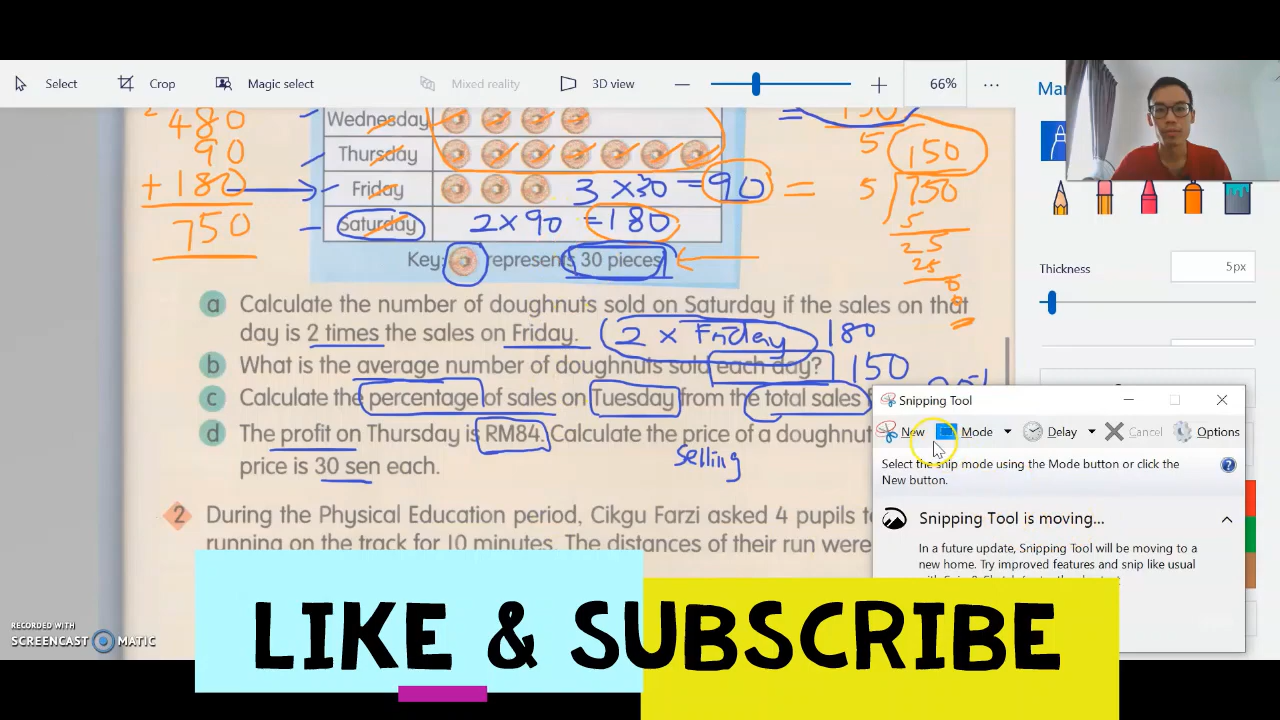 Select Crop Magic select Mixed reality 3D view 66%
480
90
+ 180
750
Wednesday
Thursday
Friday 3 × 30 = 90
Saturday 2 × 90 = 180
Key: represents 30 pieces
=
=
5 150
5 750
5
25
25
0
0
a Calculate the number of doughnuts sold on Saturday if the sales on that
day is 2 times the sales on Friday. 2 × Friday 180
b What is the average number of doughnuts sold each day? 150
c Calculate the percentage of sales on Tuesday from the total sales
d The profit on Thursday is RM84. Calculate the price of a doughnut
Selling
price is 30 sen each.
2 During the Physical Education period, Cikgu Farzi asked 4 pupils
running on the track for 10 minutes. The distances of their run were
Thickness 5px
Snipping Tool
New Mode Delay Cancel Options
Select the snip mode using the Mode button or click the
New button.
Snipping Tool is moving...
In a future update, Snipping Tool will be moving to a
new home. Try improved features and snip like usual
RECORDED WITH
SCREENCAST MATIC
LIKE & SUBSCRIBE